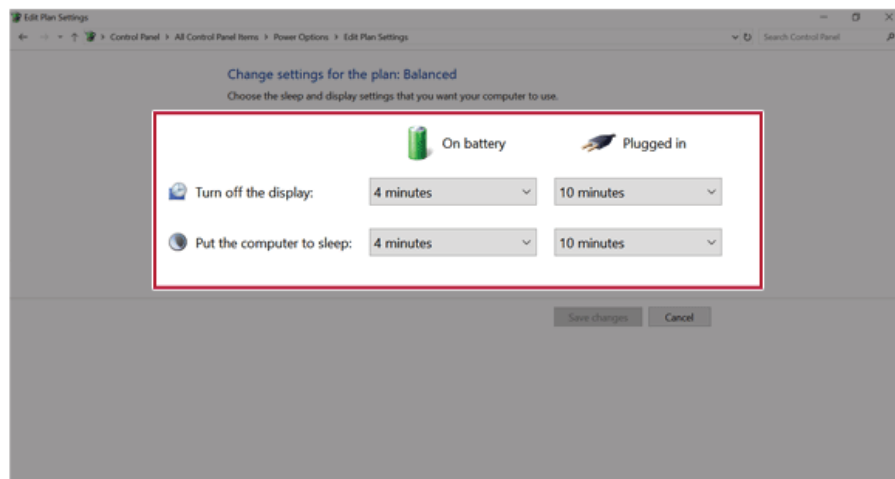 Edit Plan Settings
Control Panel > All Control Panel Items > Power Options > Edit Plan Settings
Search Control Panel
Change settings for the plan: Balanced
Choose the sleep and display settings that you want your computer to use.
On battery Plugged in
Turn off the display: 4 minutes 10 minutes
Put the computer to sleep: 4 minutes 10 minutes
Save changes Cancel